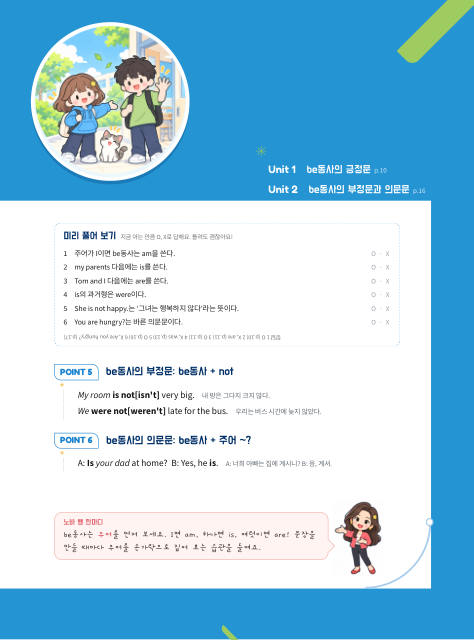 Unit 1 be동사의 긍정문 p.10
Unit 2 be동사의 부정문과 의문문 p.16
미리 풀어 보기 지금 아는 만큼 O, X로 답해요. 틀려도 괜찮아요!
1 주어가 I이면 be동사는 am을 쓴다. O · X
2 my parents 다음에는 is를 쓴다. O · X
3 Tom and I 다음에는 are를 쓴다. O · X
4 is의 과거형은 were이다. O · X
5 She is not happy.는 '그녀는 행복하지 않다'라는 뜻이다. O · X
6 You are hungry?는 바른 의문문이다. O · X
POINT 5 be동사의 부정문: be동사 + not
My room is not[isn't] very big. 내 방은 그다지 크지 않다.
We were not[weren't] late for the bus. 우리는 버스 시간에 늦지 않았다.
POINT 6 be동사의 의문문: be동사 + 주어 ~?
A: Is your dad at home? B: Yes, he is. A: 너희 아빠는 집에 계시니? B: 응, 계셔.
노바 쌤 한마디
be동사는 주어를 먼저 보세요. I면 am, 하나면 is, 여럿이면 are! 문장을
만들 때마다 주어를 손가락으로 짚어 보는 습관을 들여요.